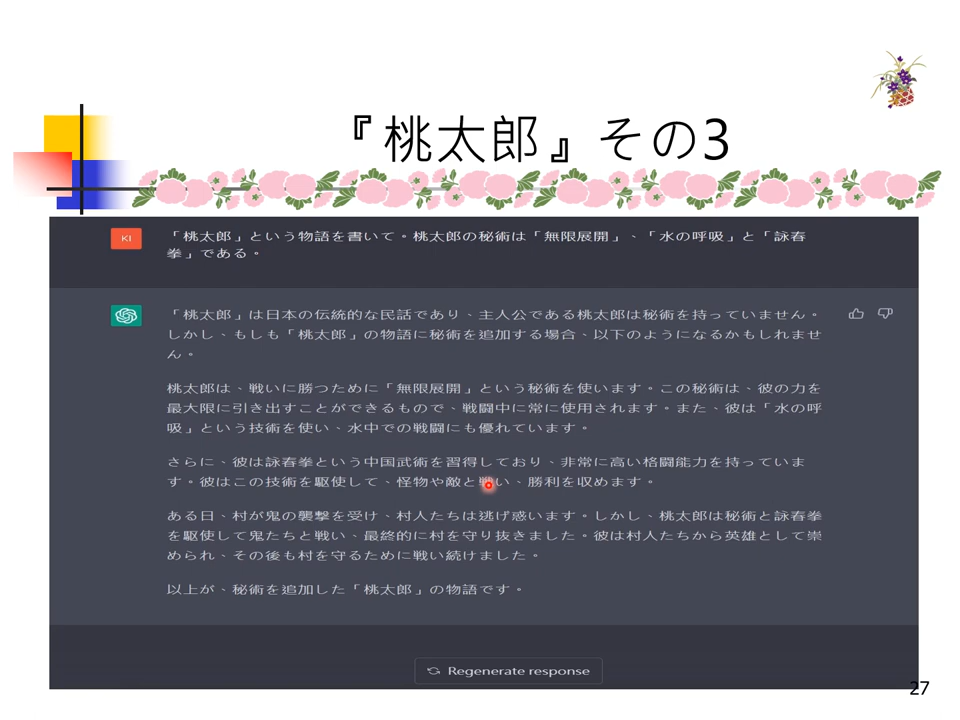 『桃太郎』その3
KI
「桃太郎」という物語を書いて。桃太郎の秘術は「無限展開」、「水の呼吸」と「詠春
拳」である。
「桃太郎」は日本の伝統的な民話であり、主人公である桃太郎は秘術を持っていません。
しかし、もしも「桃太郎」の物語に秘術を追加する場合、以下のようになるかもしれませ
ん。
桃太郎は、戦いに勝つために「無限展開」という秘術を使います。この秘術は、彼の力を
最大限に引き出すことができるもので、戦闘中に常に使用されます。また、彼は「水の呼
吸」という技術を使い、水中での戦闘にも優れています。
さらに、彼は詠春拳という中国武術を習得しており、非常に高い格闘能力を持っていま
す。彼はこの技術を駆使して、怪物や敵と戦い、勝利を収めます。
ある日、村が鬼の襲撃を受け、村人たちは逃げ惑います。しかし、桃太郎は秘術と詠春拳
を駆使して鬼たちと戦い、最終的に村を守り抜きました。彼は村人たちから英雄として崇
められ、その後も村を守るために戦い続けました。
以上が、秘術を追加した「桃太郎」の物語です。
Regenerate response
27